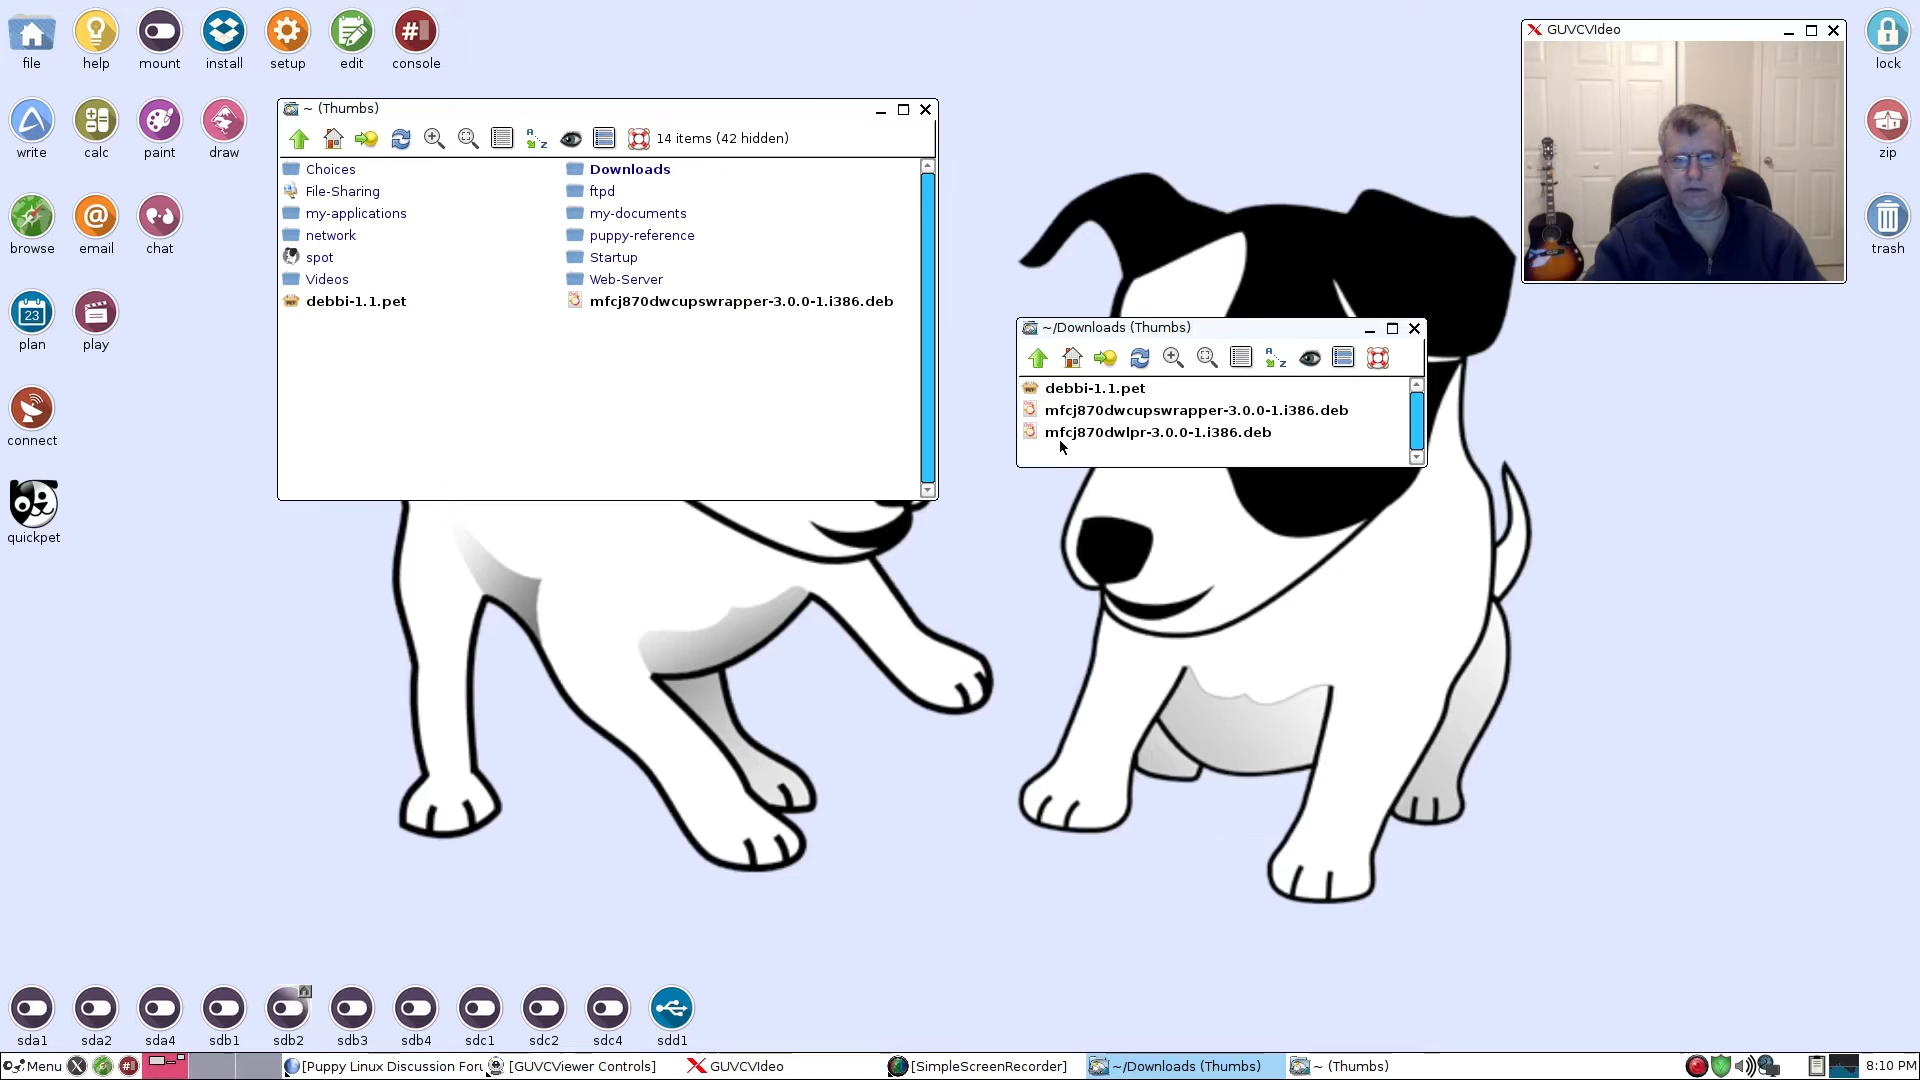 file
help
mount
install
setup
edit
console
write
calc
paint
draw
browse
email
chat
plan
23
play
connect
quickpet
~ (Thumbs)
14 items (42 hidden)
Choices
Downloads
File-Sharing
ftpd
my-applications
my-documents
network
puppy-reference
spot
Startup
Videos
Web-Server
debbi-1.1.pet
mfcj870dwcupswrapper-3.0.0-1.i386.deb
~/Downloads (Thumbs)
debbi-1.1.pet
mfcj870dwcupswrapper-3.0.0-1.i386.deb
mfcj870dwlpr-3.0.0-1.i386.deb
GUVCVIdeo
lock
zip
trash
sda1
sda2
sda4
sdb1
sdb2
sdb3
sdb4
sdc1
sdc2
sdc4
sdd1
Menu
[Puppy Linux Discussion Foru
[GUVCViewer Controls]
GUVCVIdeo
[SimpleScreenRecorder]
~/Downloads (Thumbs)
~ (Thumbs)
8:10 PM